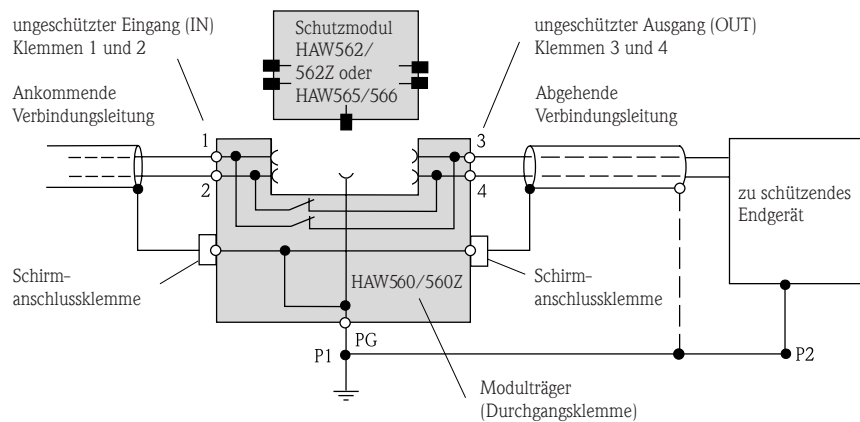 ungeschützter Eingang (IN)
Klemmen 1 und 2
Schutzmodul
HAW562/
562Z oder
HAW565/566
ungeschützter Ausgang (OUT)
Klemmen 3 und 4
Ankommende
Verbindungsleitung
Abgehende
Verbindungsleitung
1
2
3
4
zu schützendes
Endgerät
Schirm-
anschlussklemme
HAW560/560Z
Schirm-
anschlussklemme
PG
P1
P2
Modulträger
(Durchgangsklemme)